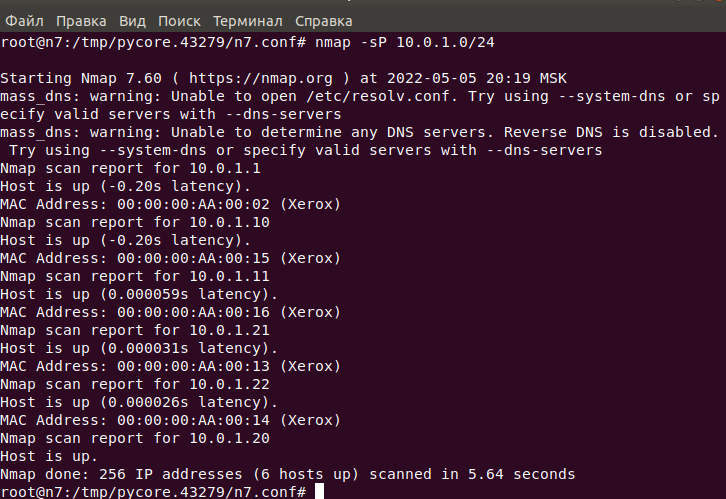 Файл Правка Вид Поиск Терминал Справка
root@n7:/tmp/pycore.43279/n7.conf# nmap -sP 10.0.1.0/24
Starting Nmap 7.60 ( https://nmap.org ) at 2022-05-05 20:19 MSK
mass_dns: warning: Unable to open /etc/resolv.conf. Try using --system-dns or sp
ecify valid servers with --dns-servers
mass_dns: warning: Unable to determine any DNS servers. Reverse DNS is disabled.
 Try using --system-dns or specify valid servers with --dns-servers
Nmap scan report for 10.0.1.1
Host is up (-0.20s latency).
MAC Address: 00:00:00:AA:00:02 (Xerox)
Nmap scan report for 10.0.1.10
Host is up (-0.20s latency).
MAC Address: 00:00:00:AA:00:15 (Xerox)
Nmap scan report for 10.0.1.11
Host is up (0.000059s latency).
MAC Address: 00:00:00:AA:00:16 (Xerox)
Nmap scan report for 10.0.1.21
Host is up (0.000031s latency).
MAC Address: 00:00:00:AA:00:13 (Xerox)
Nmap scan report for 10.0.1.22
Host is up (0.000026s latency).
MAC Address: 00:00:00:AA:00:14 (Xerox)
Nmap scan report for 10.0.1.20
Host is up.
Nmap done: 256 IP addresses (6 hosts up) scanned in 5.64 seconds
root@n7:/tmp/pycore.43279/n7.conf#